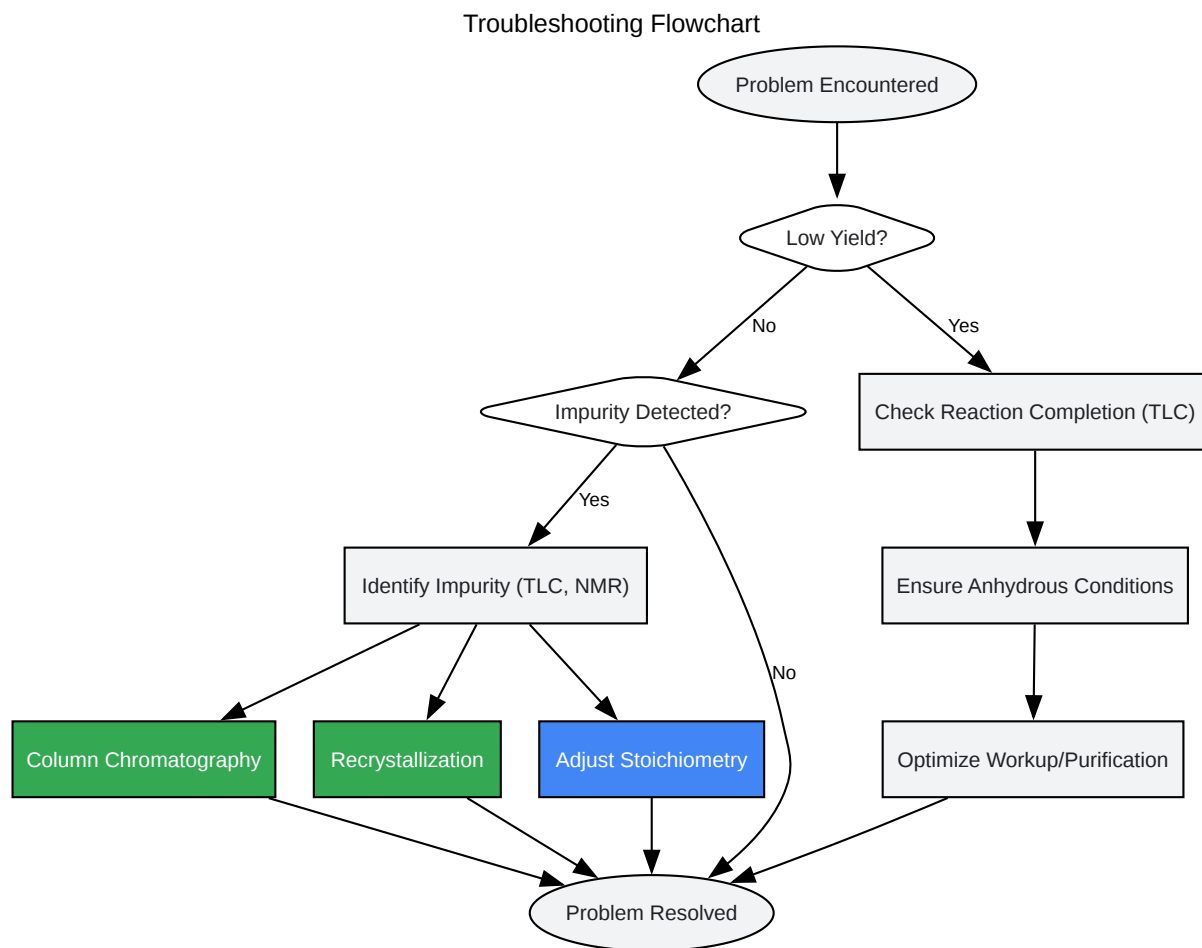 Troubleshooting Flowchart
Problem Encountered
Low Yield?
No
Yes
Impurity Detected?
Check Reaction Completion (TLC)
Yes
Identify Impurity (TLC, NMR)
Ensure Anhydrous Conditions
No
Column Chromatography
Recrystallization
Adjust Stoichiometry
Optimize Workup/Purification
Problem Resolved